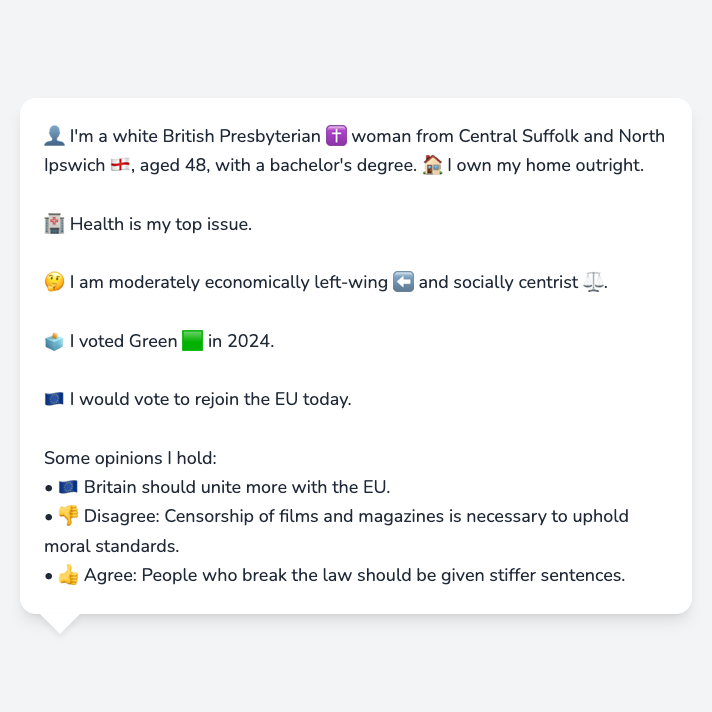 👤 I'm a white British Presbyterian ✝️ woman from Central Suffolk and North
Ipswich 🏴󠁧󠁢󠁥󠁮󠁧󠁿, aged 48, with a bachelor's degree. 🏠 I own my home outright.
🏥 Health is my top issue.
🤔 I am moderately economically left-wing ⬅️ and socially centrist ⚖️.
🗳️ I voted Green 🟩 in 2024.
🇪🇺 I would vote to rejoin the EU today.
Some opinions I hold:
• 🇪🇺 Britain should unite more with the EU.
• 👎 Disagree: Censorship of films and magazines is necessary to uphold
moral standards.
• 👍 Agree: People who break the law should be given stiffer sentences.